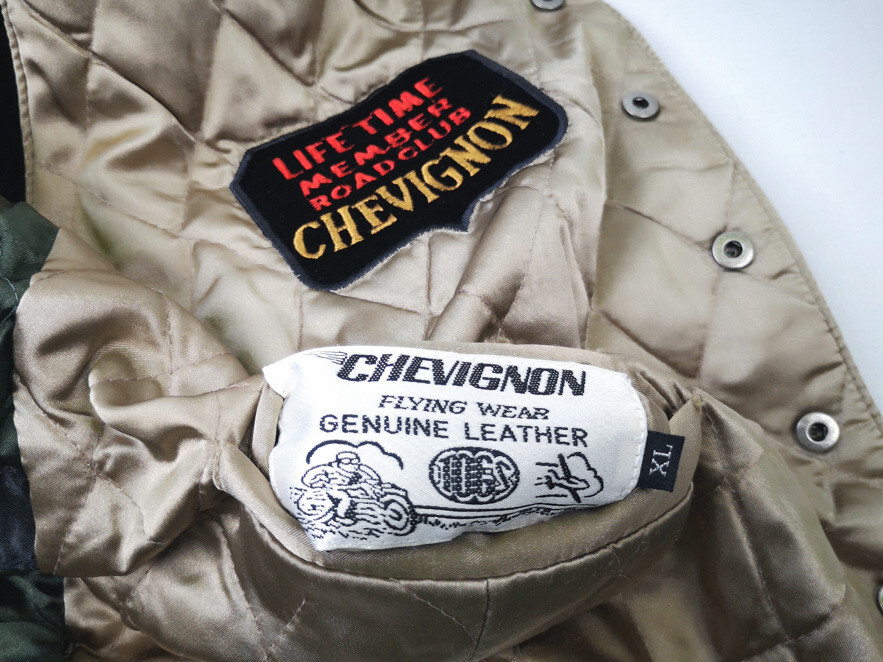 LIFE TIME
MEMBER
ROADCLUB
CHEVIGNON
CHEVIGNON
FLYING WEAR
GENUINE LEATHER
XL